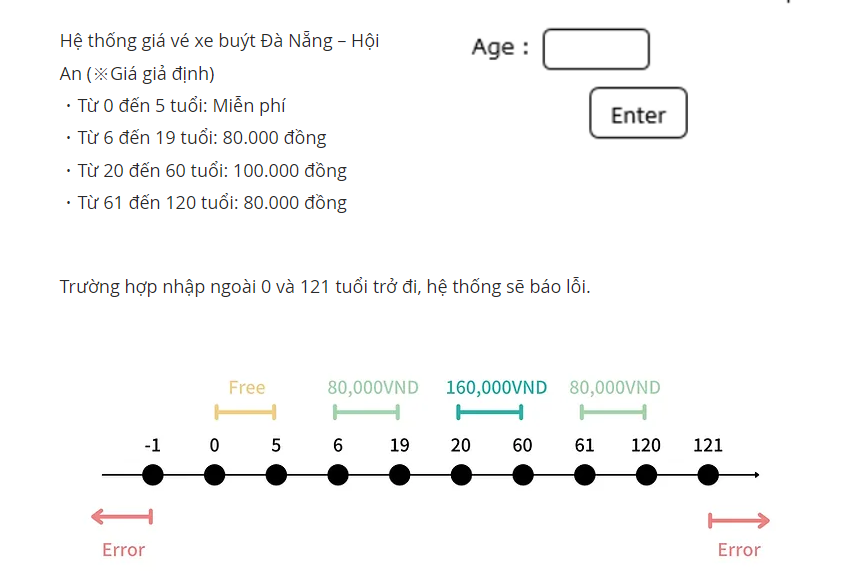 Hệ thống giá vé xe buýt Đà Nẵng – Hội
An (※Giá giả định)
・Từ 0 đến 5 tuổi: Miễn phí
・Từ 6 đến 19 tuổi: 80.000 đồng
・Từ 20 đến 60 tuổi: 100.000 đồng
・Từ 61 đến 120 tuổi: 80.000 đồng
Age :
Enter
Trường hợp nhập ngoài 0 và 121 tuổi trở đi, hệ thống sẽ báo lỗi.
Free 80,000VND 160,000VND 80,000VND
-1 0 5 6 19 20 60 61 120 121
Error Error